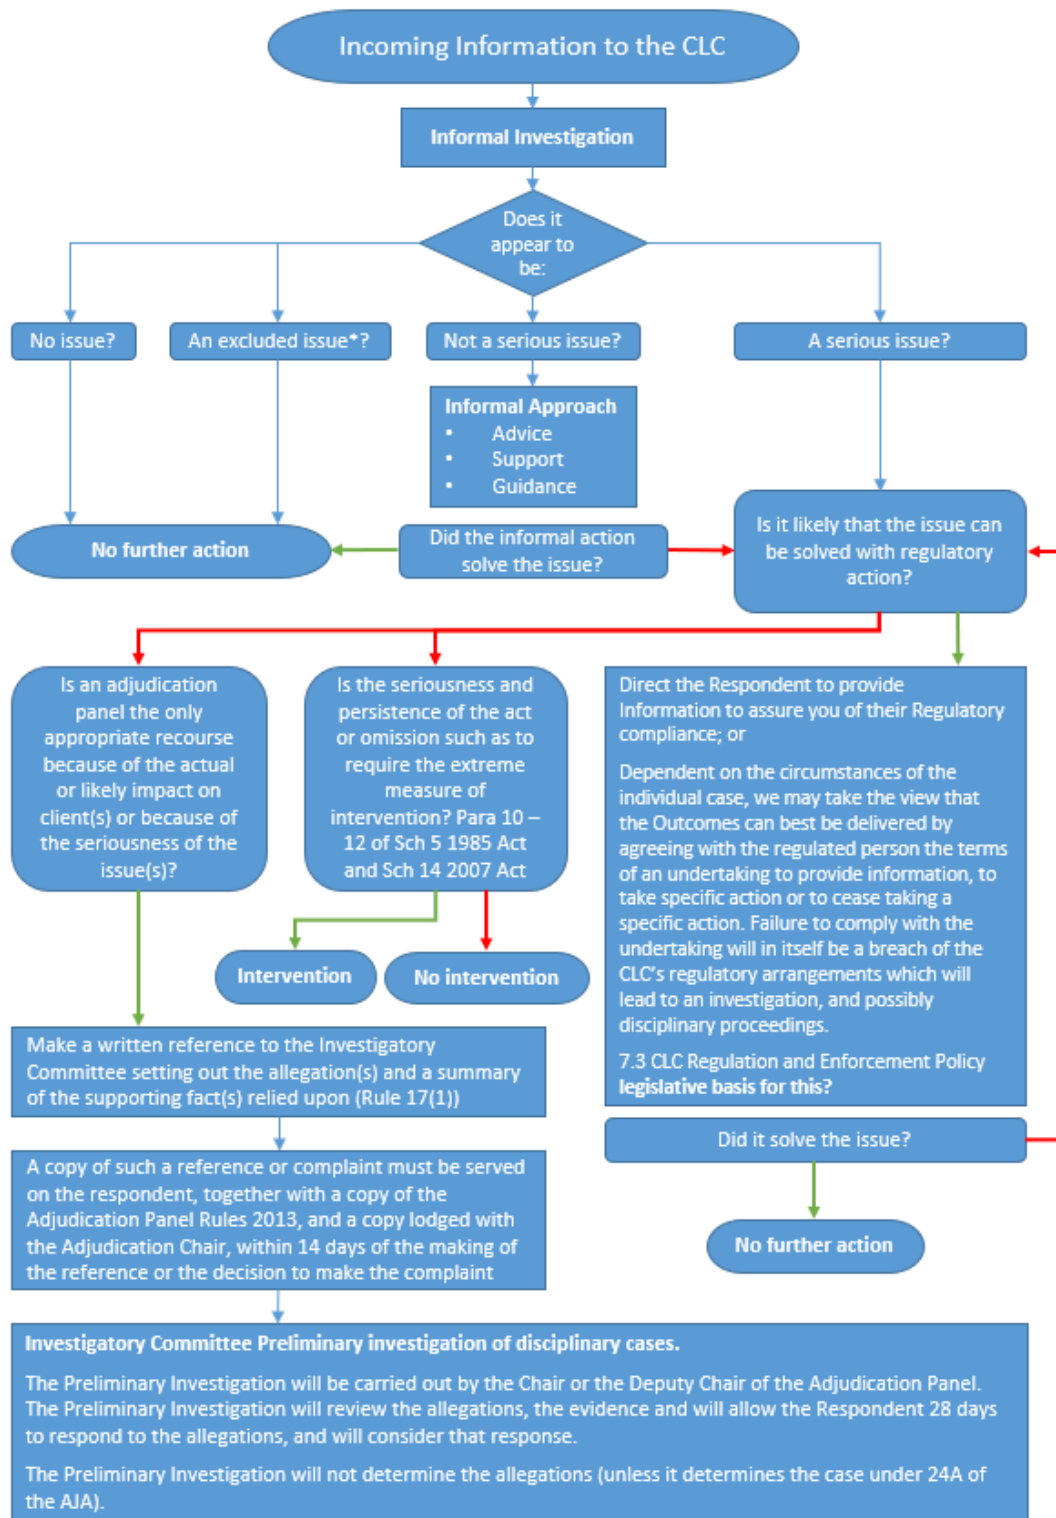 Incoming Information to the CLC
Informal Investigation
Does it
appear to
be:
No issue?
An excluded issue*?
Not a serious issue?
A serious issue?
Informal Approach
▪ Advice
▪ Support
▪ Guidance
No further action
Did the informal action
solve the issue?
Is it likely that the issue can
be solved with regulatory
action?
Is an adjudication
panel the only
appropriate recourse
because of the actual
or likely impact on
client(s) or because of
the seriousness of the
issue(s)?
Is the seriousness and
persistence of the act
or omission such as to
require the extreme
measure of
intervention? Para 10 –
12 of Sch 5 1985 Act
and Sch 14 2007 Act
Direct the Respondent to provide
Information to assure you of their Regulatory
compliance; or
Dependent on the circumstances of the
individual case, we may take the view that
the Outcomes can best be delivered by
agreeing with the regulated person the terms
of an undertaking to provide information, to
take specific action or to cease taking a
specific action. Failure to comply with the
undertaking will in itself be a breach of the
CLC's regulatory arrangements which will
lead to an investigation, and possibly
disciplinary proceedings.
7.3 CLC Regulation and Enforcement Policy
legislative basis for this?
Intervention
No intervention
Make a written reference to the Investigatory
Committee setting out the allegation(s) and a summary
of the supporting fact(s) relied upon (Rule 17(1))
Did it solve the issue?
A copy of such a reference or complaint must be served
on the respondent, together with a copy of the
Adjudication Panel Rules 2013, and a copy lodged with
the Adjudication Chair, within 14 days of the making of
the reference or the decision to make the complaint
No further action
Investigatory Committee Preliminary investigation of disciplinary cases.
The Preliminary Investigation will be carried out by the Chair or the Deputy Chair of the Adjudication Panel.
The Preliminary Investigation will review the allegations, the evidence and will allow the Respondent 28 days
to respond to the allegations, and will consider that response.
The Preliminary Investigation will not determine the allegations (unless it determines the case under 24A of
the AJA).